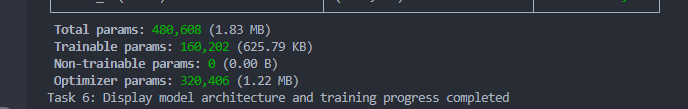 Total params: 480,608 (1.83 MB)
Trainable params: 160,202 (625.79 KB)
Non-trainable params: 0 (0.00 B)
Optimizer params: 320,406 (1.22 MB)
Task 6: Display model architecture and training progress completed